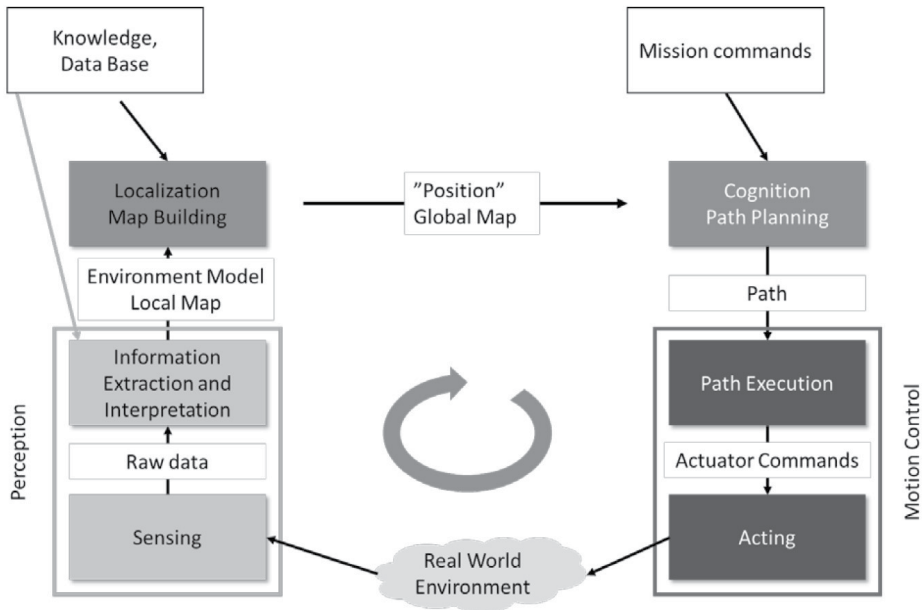 Knowledge,
Data Base
Mission commands
Localization
Map Building
"Position"
Global Map
Cognition
Path Planning
Environment Model
Local Map
Path
Information
Extraction and
Interpretation
Path Execution
Perception
Raw data
Actuator Commands
Motion Control
Sensing
Real World
Environment
Acting